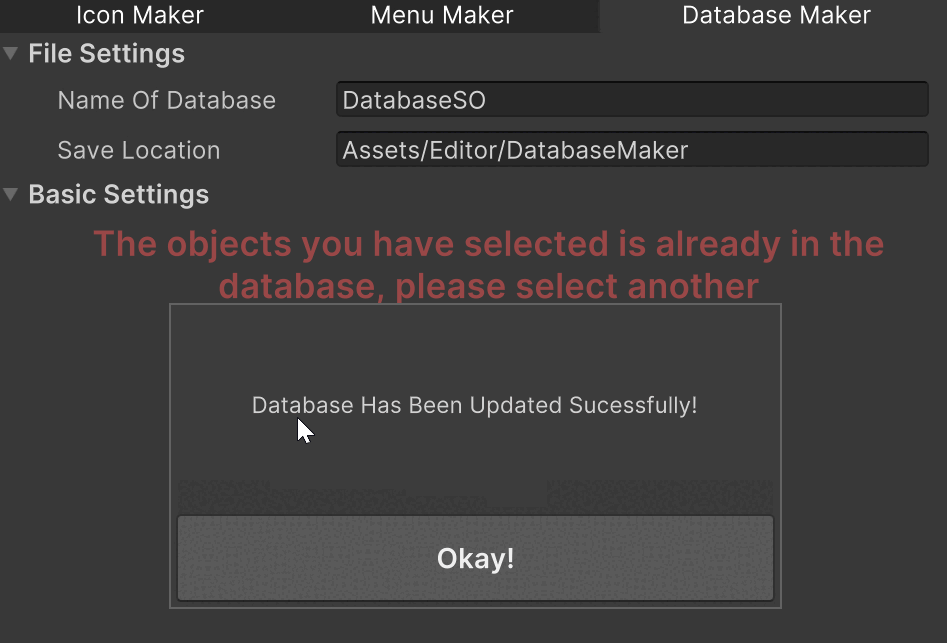 Icon Maker
Menu Maker
Database Maker
File Settings
Name Of Database
DatabaseSO
Save Location
Assets/Editor/DatabaseMaker
Basic Settings
The objects you have selected is already in the
database, please select another
Database Has Been Updated Sucessfully!
Okay!